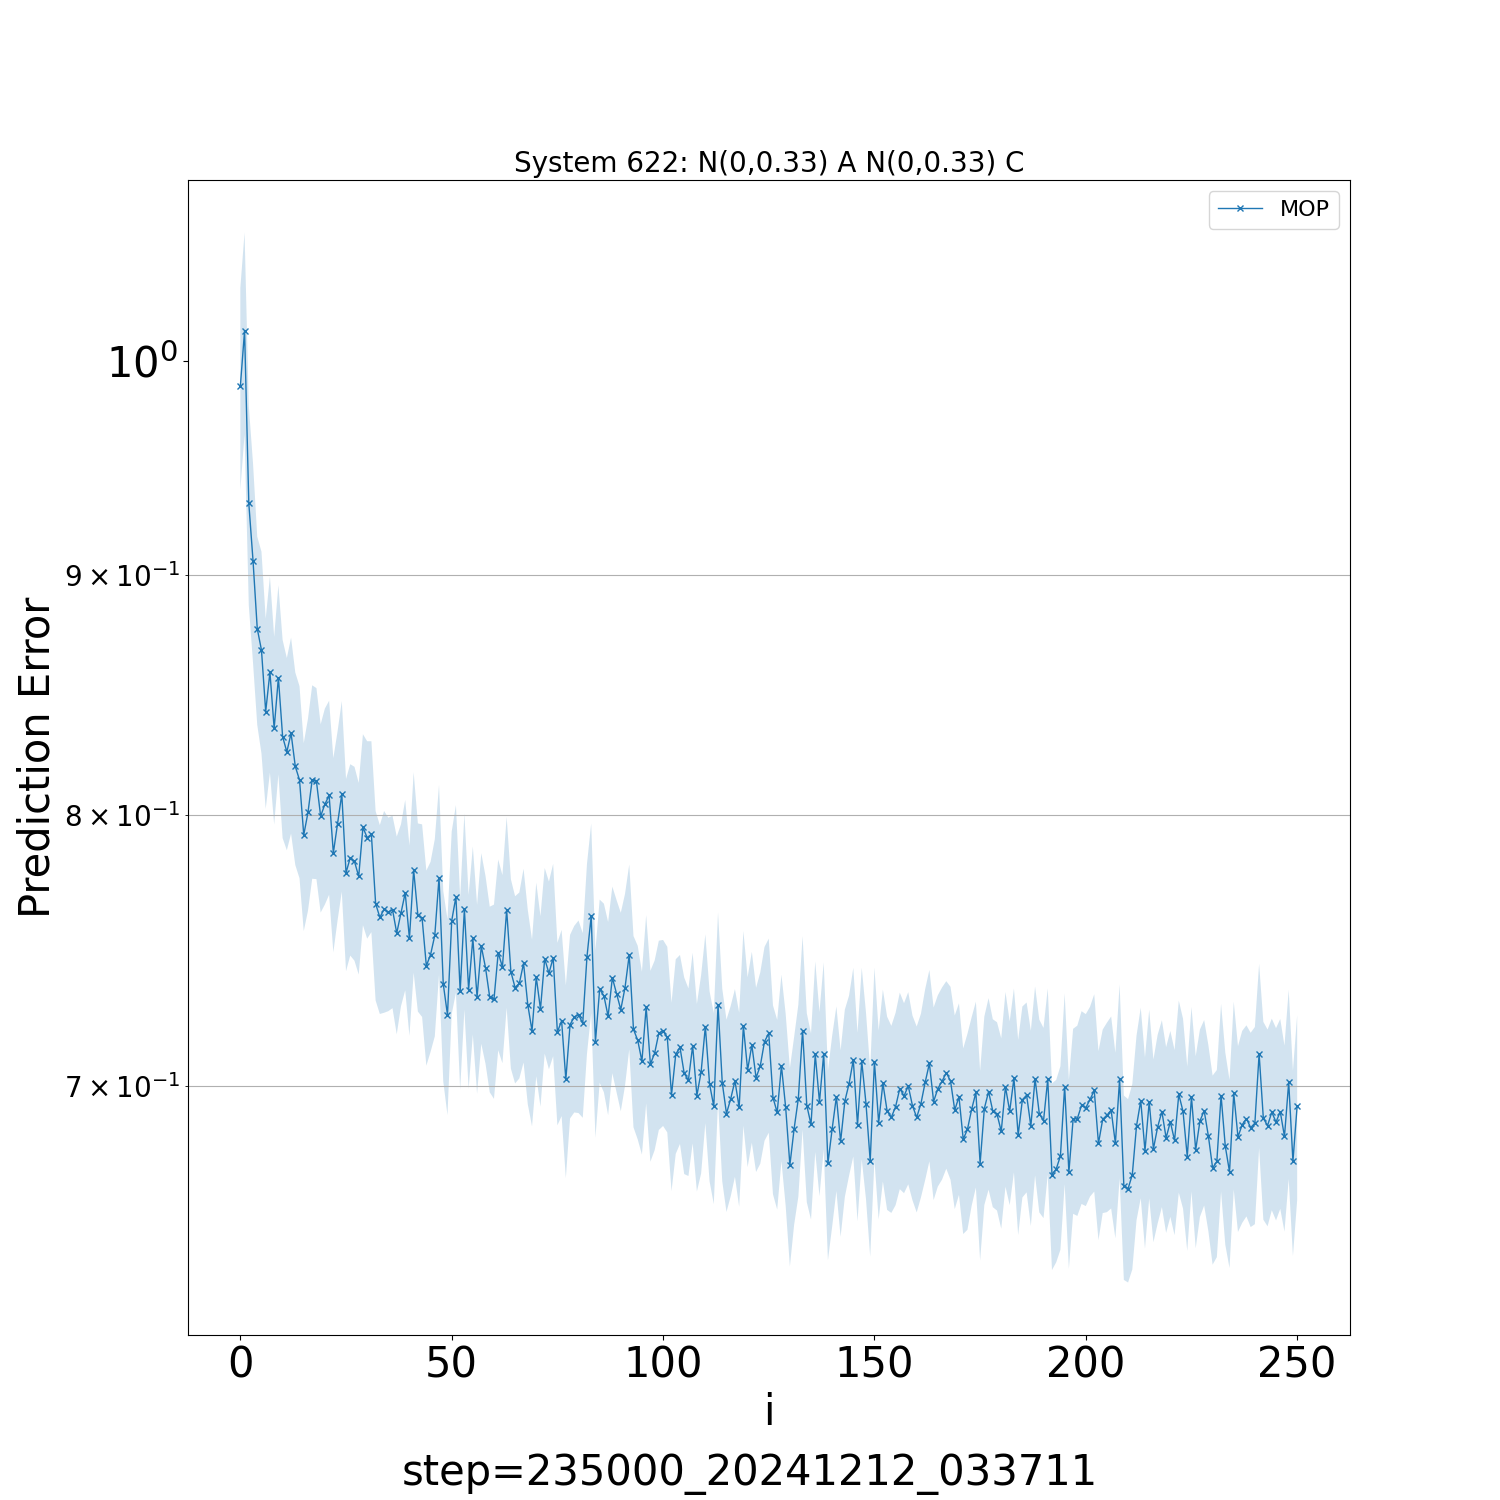 System 622: N(0,0.33) A N(0,0.33) C
MOP
10⁰
9 × 10⁻¹
8 × 10⁻¹
7 × 10⁻¹
Prediction Error
0 50 100 150 200 250
i
step=235000_20241212_033711